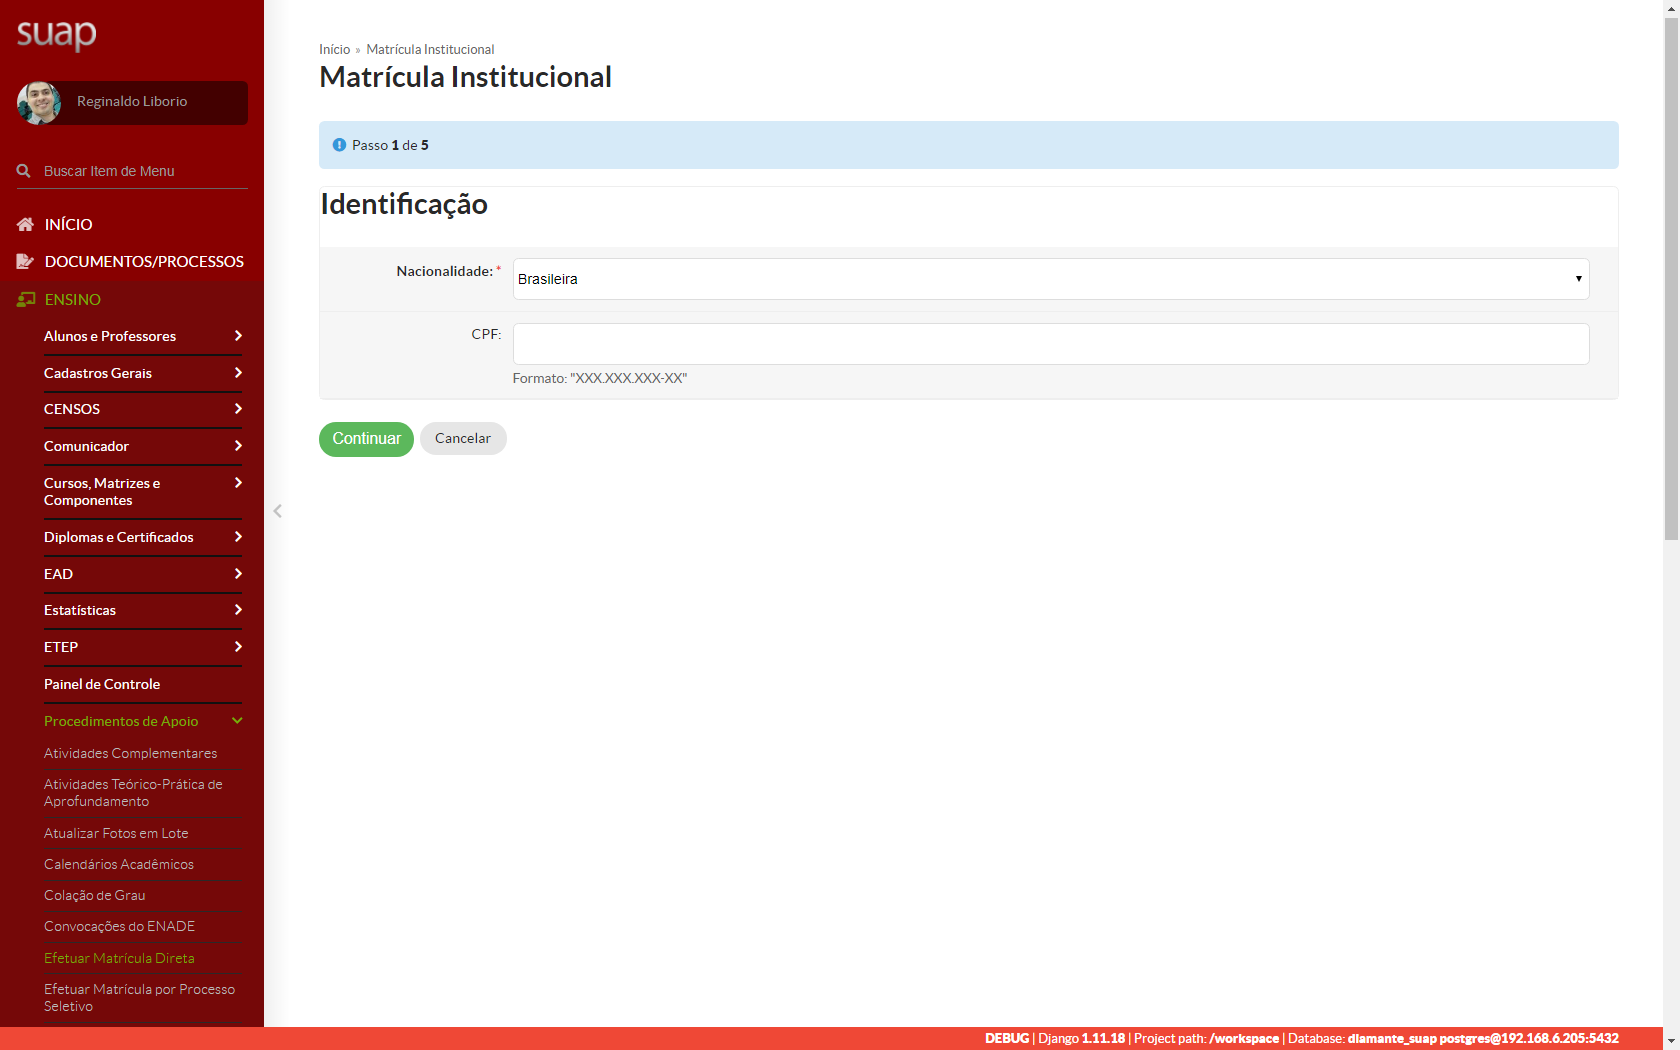 suap
Reginaldo Liborio
Buscar Item de Menu
INÍCIO
DOCUMENTOS/PROCESSOS
ENSINO
Alunos e Professores
Cadastros Gerais
CENSOS
Comunicador
Cursos, Matrizes e
Componentes
Diplomas e Certificados
EAD
Estatísticas
ETEP
Painel de Controle
Procedimentos de Apoio
Atividades Complementares
Atividades Teórico-Prática de
Aprofundamento
Atualizar Fotos em Lote
Calendários Acadêmicos
Colação de Grau
Convocações do ENADE
Efetuar Matrícula Direta
Efetuar Matrícula por Processo
Seletivo
Início » Matrícula Institucional
Matrícula Institucional
Passo 1 de 5
Identificação
Nacionalidade: * Brasileira
CPF:
Formato: "XXX.XXX.XXX-XX"
Continuar Cancelar
DEBUG | Django 1.11.18 | Project path: /workspace | Database: diamante_suap postgres@192.168.6.205:5432